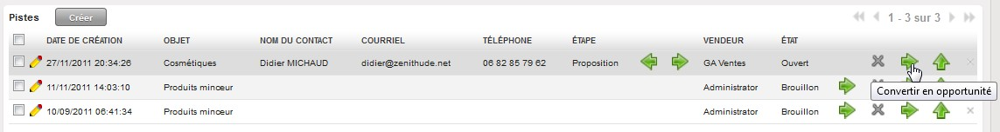 Pistes Créer 1 - 3 sur 3
DATE DE CRÉATION OBJET NOM DU CONTACT COURRIEL TÉLÉPHONE ÉTAPE VENDEUR ÉTAT
27/11/2011 20:34:26 Cosmétiques Didier MICHAUD didier@zenithude.net 06 82 85 79 62 Proposition GA Ventes Ouvert
11/11/2011 14:03:10 Produits minceur Administrator Brouillon
Convertir en opportunité
10/09/2011 06:41:34 Produits minceur Administrator Brouillon